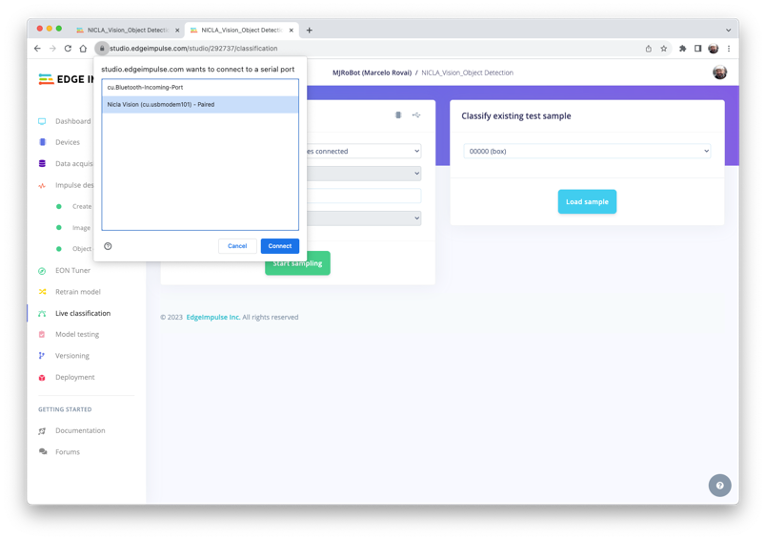 NICLA_Vision_Object Detecti
NICLA_Vision_Object Detecti
studio.edgeimpulse.com/studio/292737/classification
studio.edgeimpulse.com wants to connect to a serial port
cu.Bluetooth-Incoming-Port
Nicla Vision (cu.usbmodem101) – Paired
Cancel
Connect
EDGE IM
MJRoBot (Marcelo Rovai) / NICLA_Vision_Object Detection
Dashboard
Devices
Data acquis
Impulse des
Create
Image
Object
EON Tuner
Retrain model
Live classification
Model testing
Versioning
Deployment
GETTING STARTED
Documentation
Forums
es connected
Start sampling
Classify existing test sample
00000 (box)
Load sample
© 2023 EdgeImpulse Inc. All rights reserved